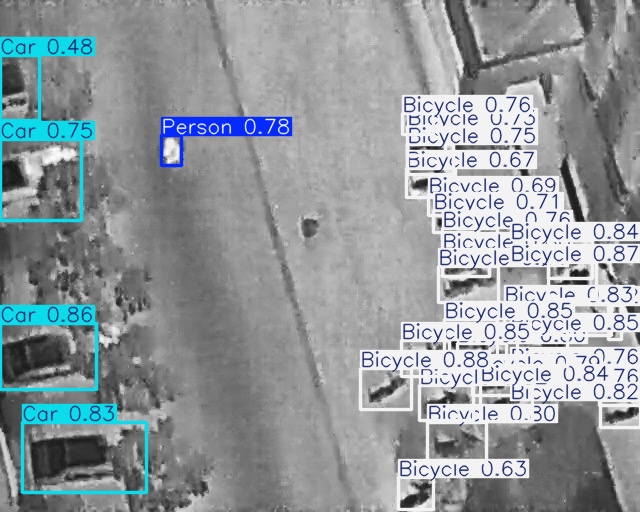 Car 0.48
Bicycle 0.76
Person 0.78
Car 0.75
Bicycle 0.75
Bicycle 0.67
Bicycle 0.69
Bicycle 0.71
Bicycle 0.76
Bicycle 0.84
Bicycle
Bicycle 0.87
Bicycle 0.83
Bicycle 0.85
Car 0.86
Bicycle 0.85
Bicycle 0.88
Bicycle 0.84
Bicycle 0.82
Car 0.83
Bicycle 0.80
Bicycle 0.63